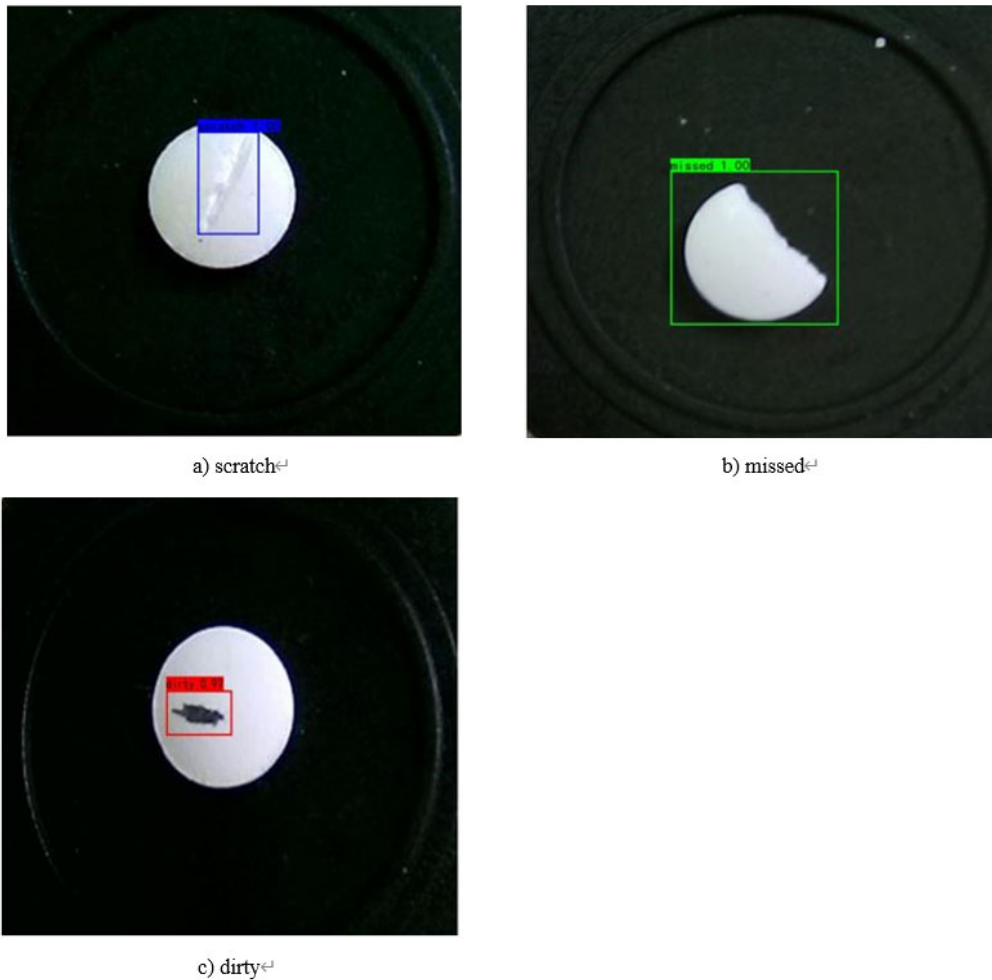 missed 1.00
a) scratch↵
b) missed↵
dirty 0.97
c) dirty↵